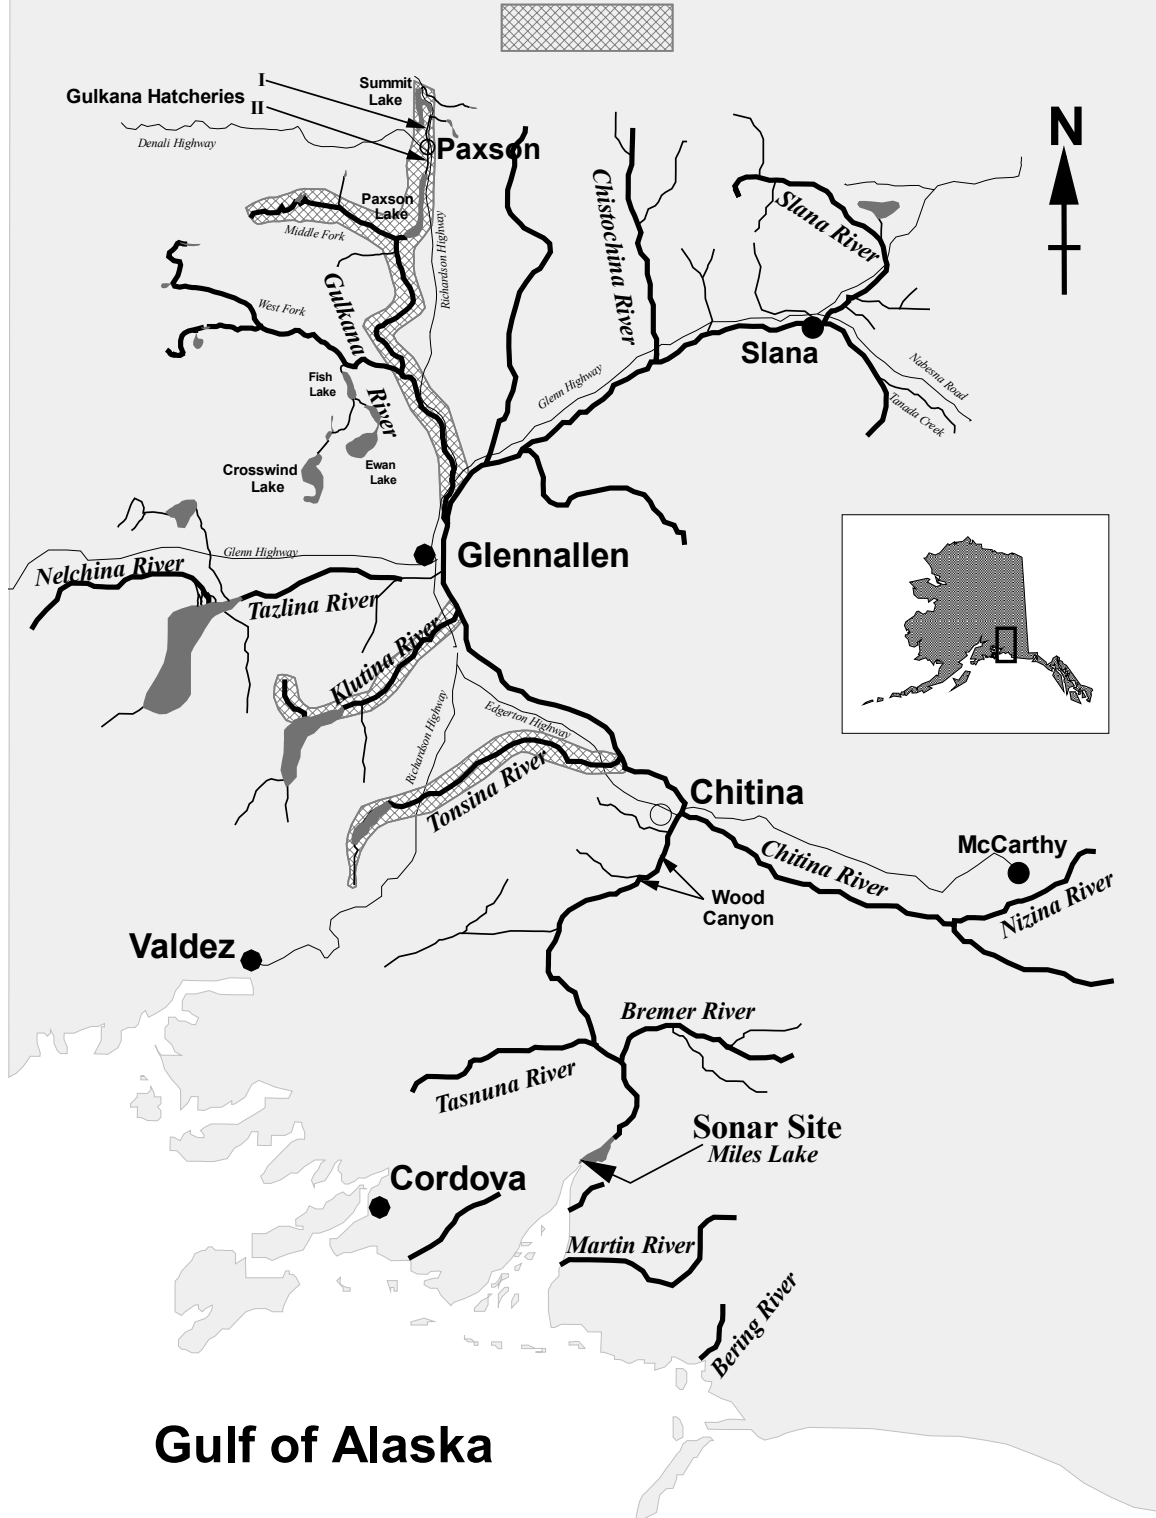 I
Gulkana Hatcheries
II
Summit
Lake
Denali Highway
Paxson
N
Paxson
Lake
Middle Fork
Richardson Highway
Chistochina River
Slana River
West Fork
Gulkana
River
Slana
Glenn Highway
Nabesna Road
Tanada Creek
Fish
Lake
Crosswind
Lake
Ewan
Lake
Glenn Highway
Glennallen
Nelchina River
Tazlina River
Klutina River
Richardson Highway
Edgerton Highway
Tonsina River
Chitina
Chitina River
McCarthy
Nizina River
Wood
Canyon
Valdez
Bremer River
Tasnuna River
Sonar Site
Miles Lake
Cordova
Martin River
Bering River
Gulf of Alaska